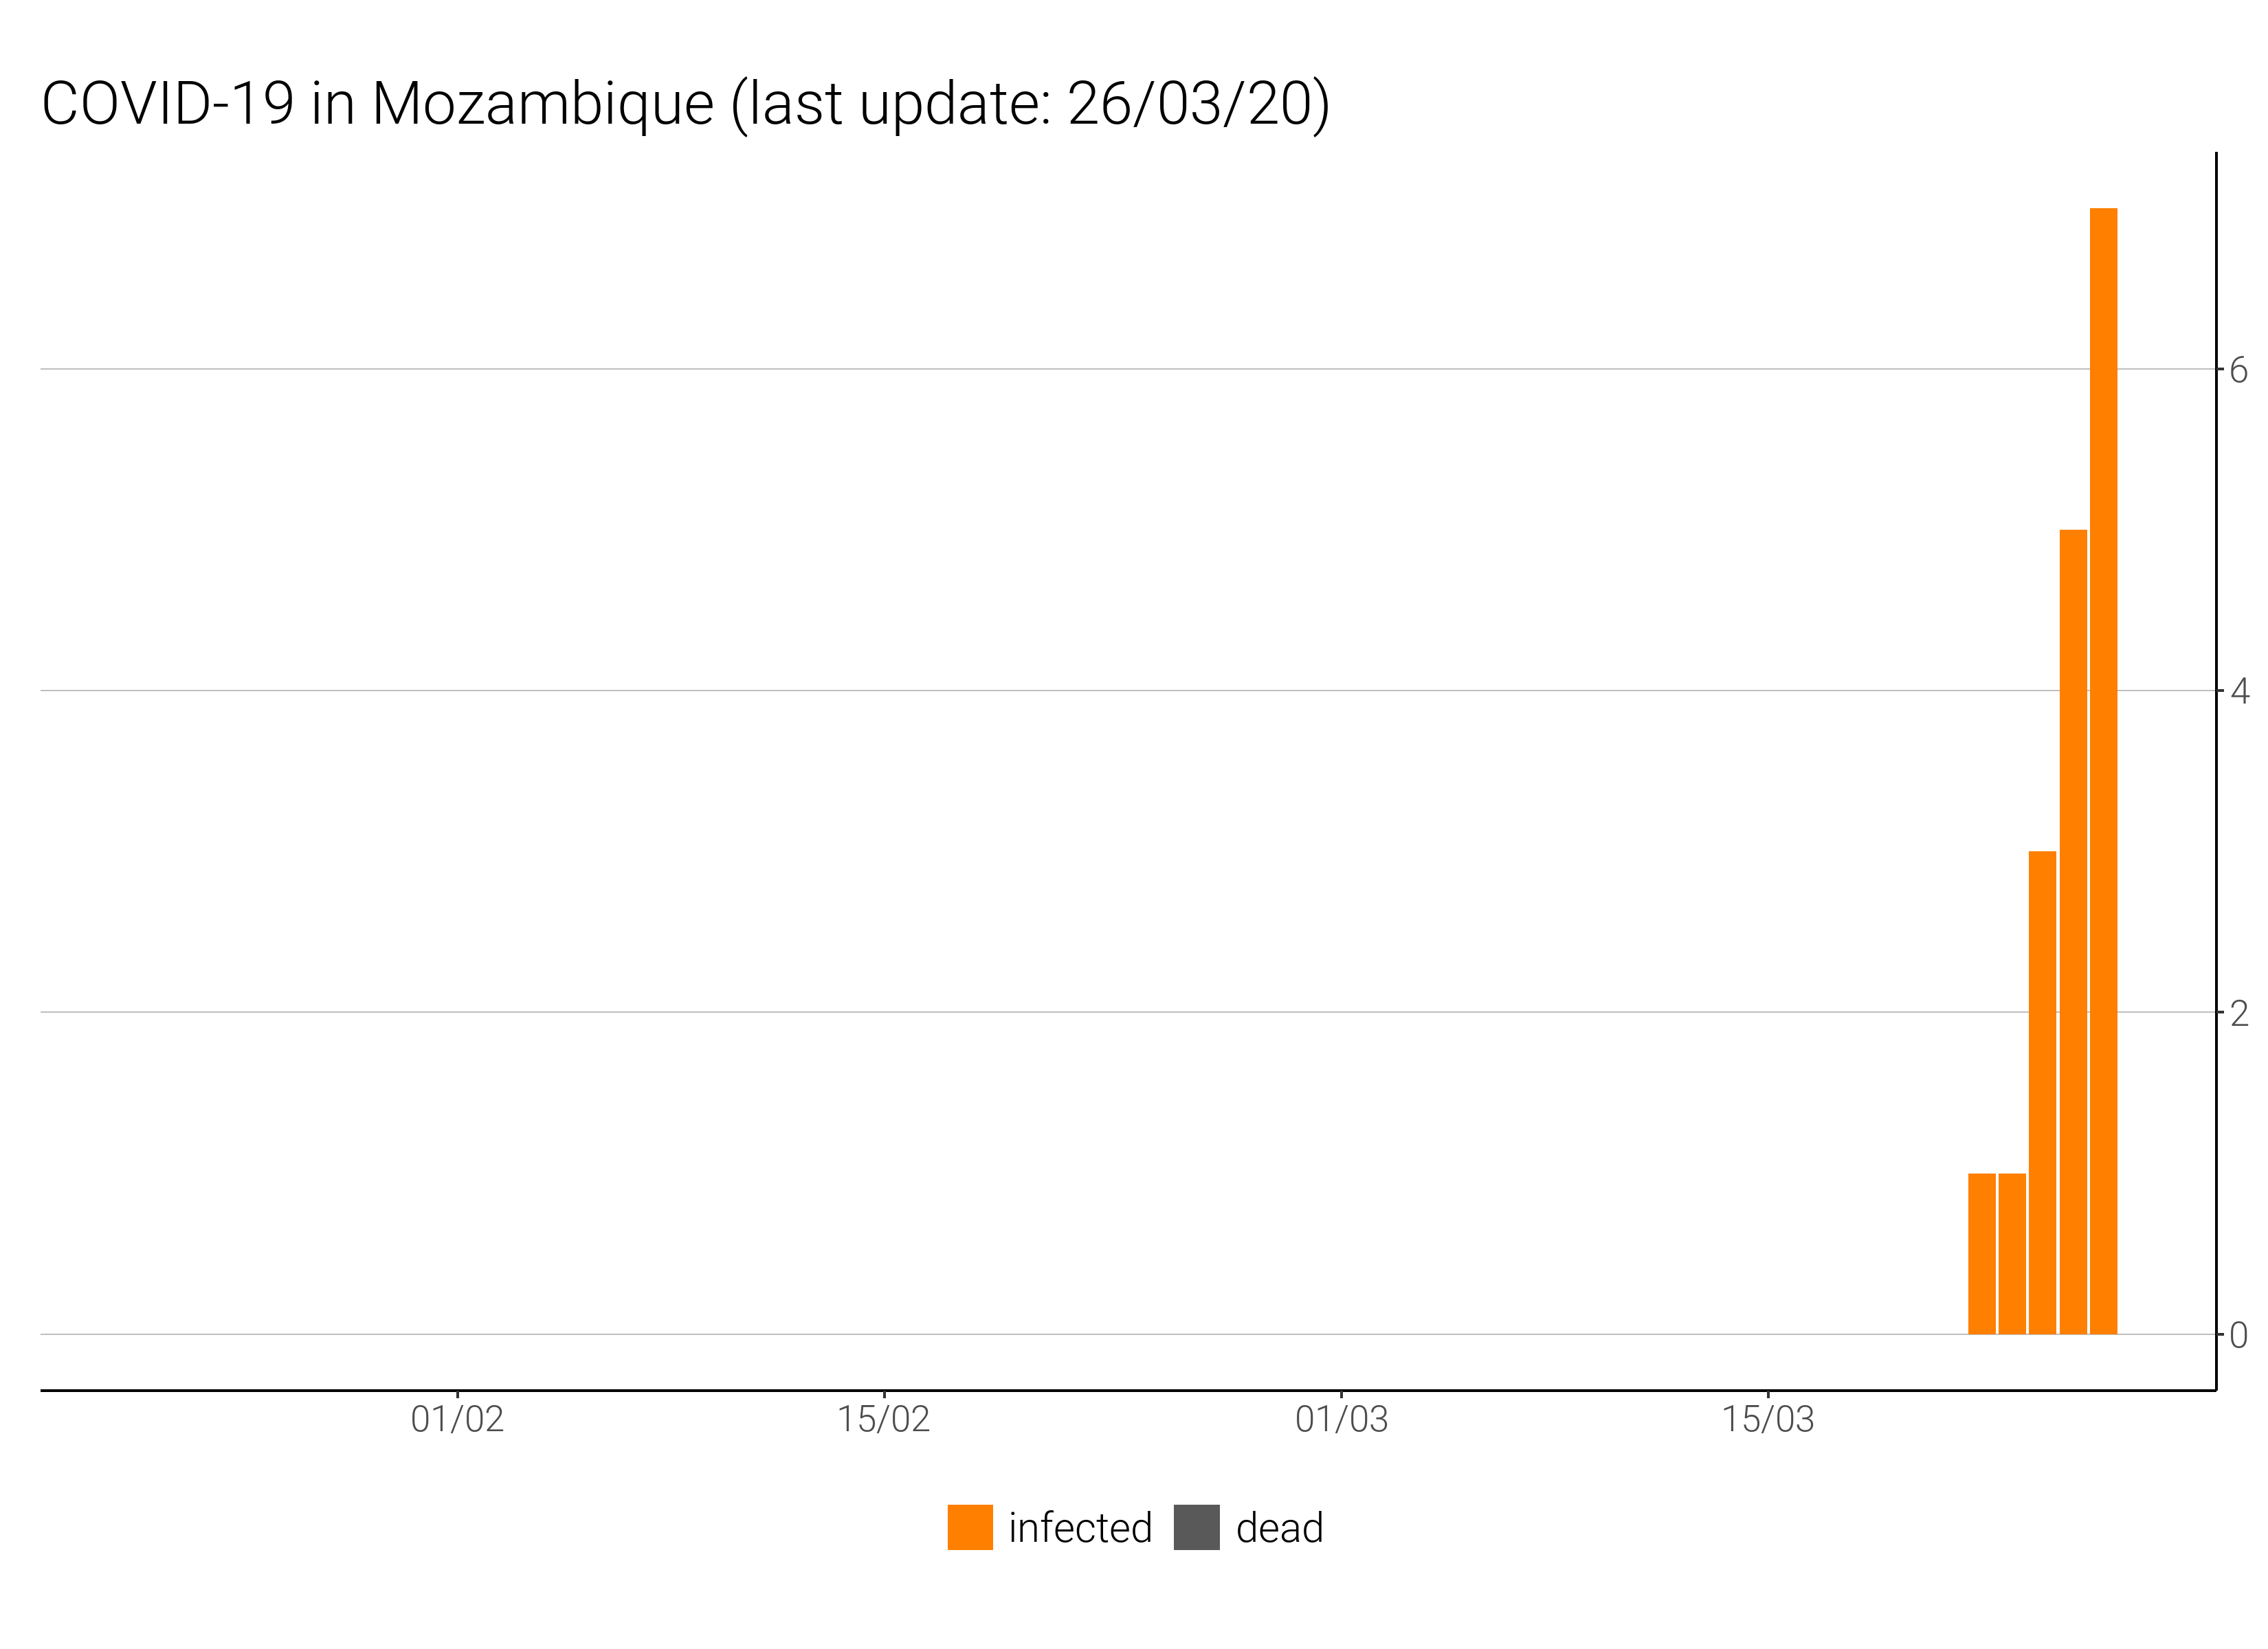 COVID-19 in Mozambique (last update: 26/03/20)
6
4
2
0
01/02 15/02 01/03 15/03
infected dead